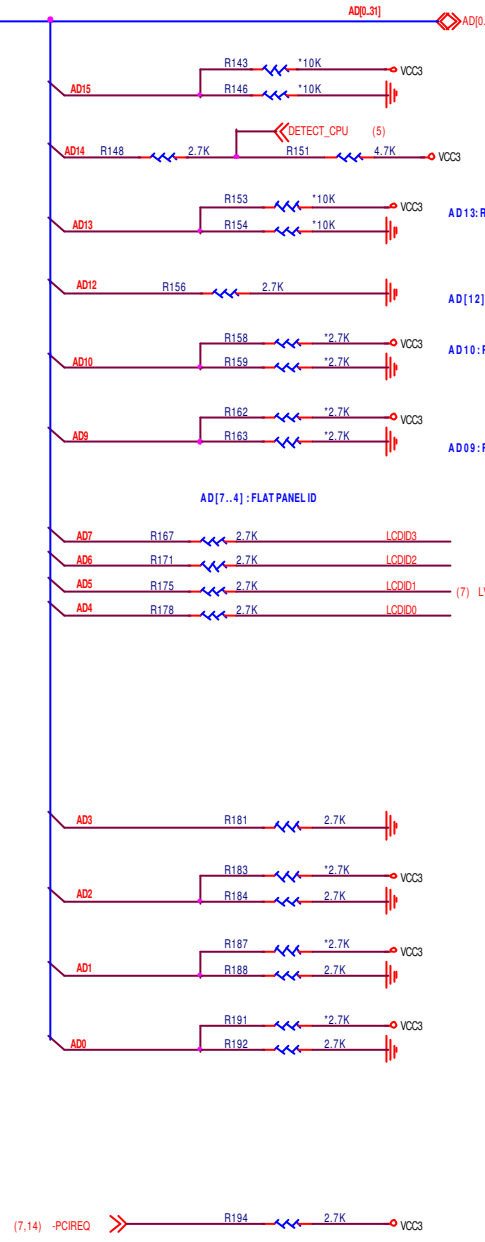 AD[0..31]
AD[0.
R143 *10K VCC3
AD15 R146 *10K
DETECT_CPU (5)
AD14 R148 2.7K R151 4.7K VCC3
R153 *10K VCC3
AD13:R
AD13 R154 *10K
AD12 R156 2.7K
AD[12]
R158 *2.7K VCC3
AD10:
AD10 R159 *2.7K
R162 *2.7K VCC3
AD9 R163 *2.7K
AD09:
AD[7..4] : FLAT PANEL ID
AD7 R167 2.7K LCDID3
AD6 R171 2.7K LCDID2
AD5 R175 2.7K LCDID1
(7) L
AD4 R178 2.7K LCDID0
AD3 R181 2.7K
R183 *2.7K VCC3
AD2 R184 2.7K
R187 *2.7K VCC3
AD1 R188 2.7K
R191 *2.7K VCC3
AD0 R192 2.7K
(7,14) -PCIREQ R194 2.7K VCC3